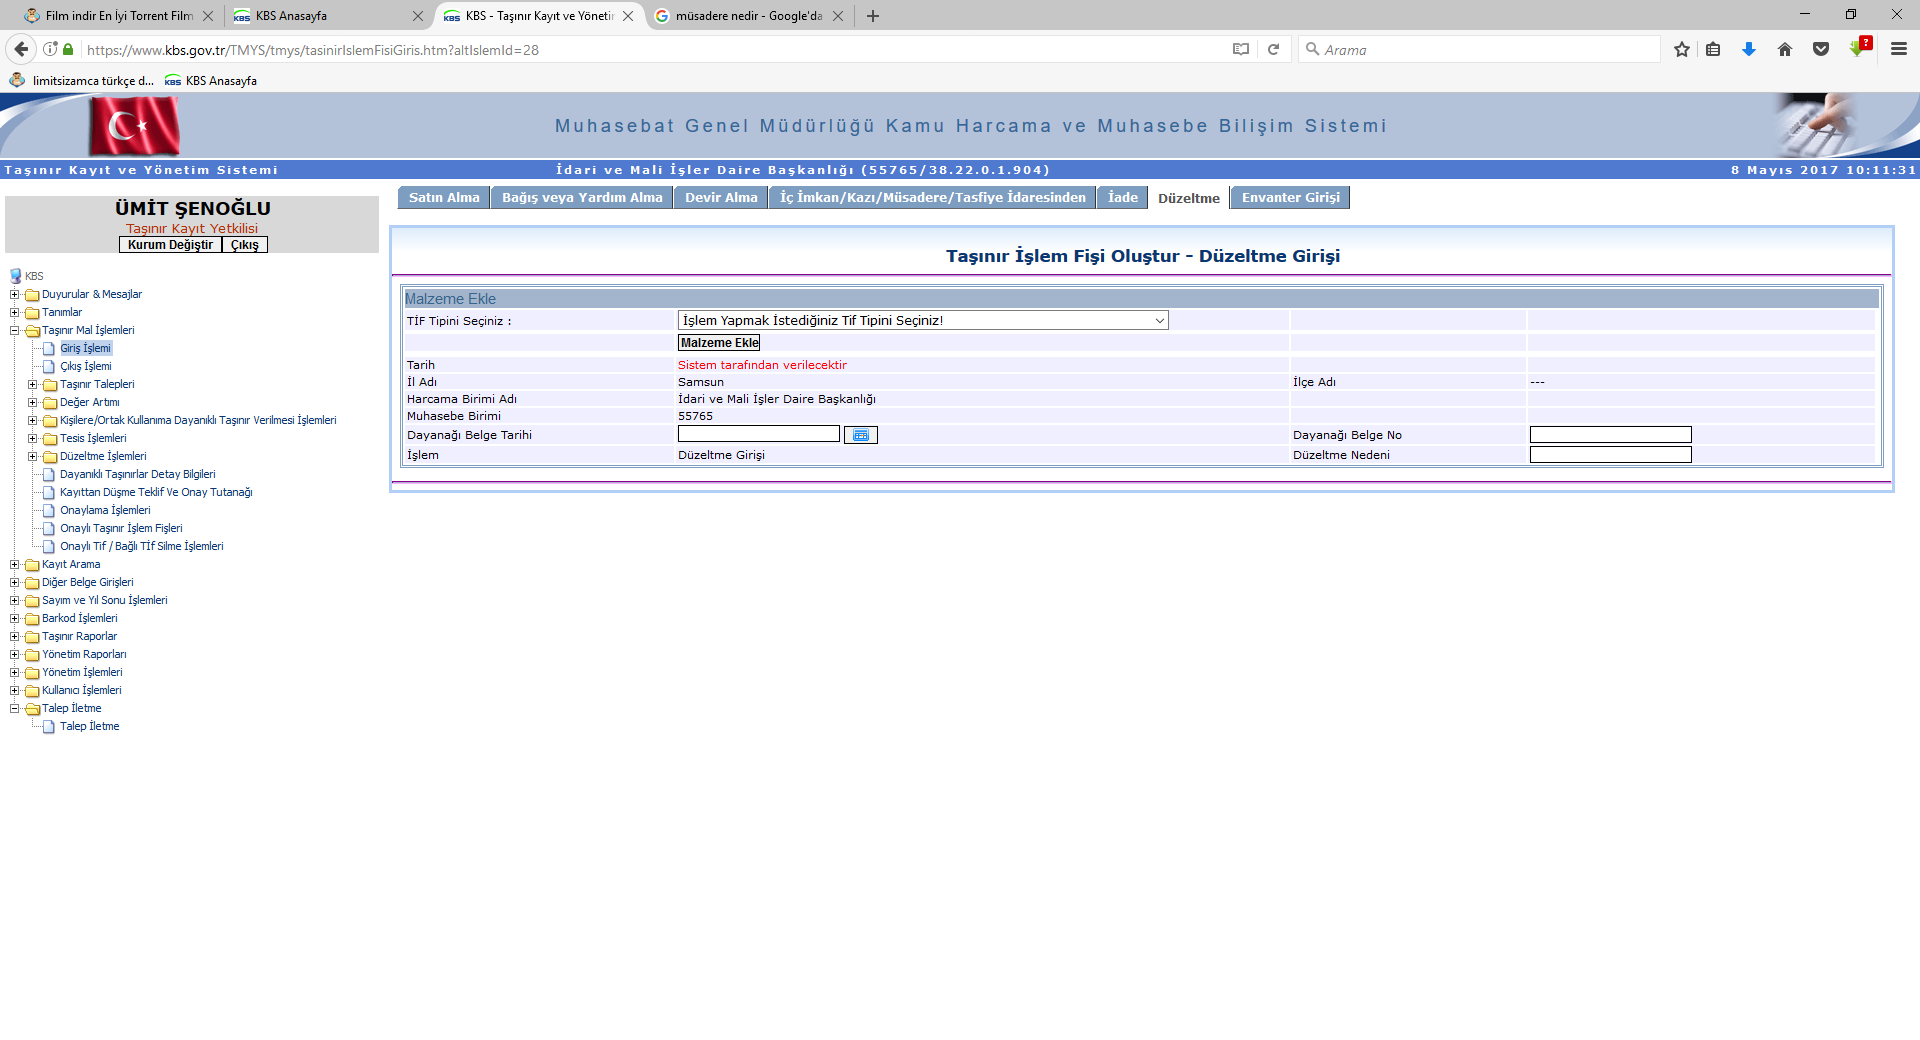 Film indir En İyi Torrent Film
KBS Anasayfa
KBS - Taşınır Kayıt ve Yönetim
müsadere nedir - Google'da
https://www.kbs.gov.tr/TMYS/tmys/tasinirIslemFisiGiris.htm?altIslemId=28
Arama
limitsizamca türkçe d...
KBS Anasayfa
Muhasebat Genel Müdürlüğü Kamu Harcama ve Muhasebe Bilişim Sistemi
Taşınır Kayıt ve Yönetim Sistemi
İdari ve Mali İşler Daire Başkanlığı (55765/38.22.0.1.904)
8 Mayıs 2017 10:11:31
ÜMİT ŞENOĞLU
Taşınır Kayıt Yetkilisi
Kurum Değiştir
Çıkış
KBS
Duyurular & Mesajlar
Tanımlar
Taşınır Mal İşlemleri
Giriş İşlemi
Çıkış İşlemi
Taşınır Talepleri
Değer Artımı
Kişilere/Ortak Kullanıma Dayanıklı Taşınır Verilmesi İşlemleri
Tesis İşlemleri
Düzeltme İşlemleri
Dayanıklı Taşınırlar Detay Bilgileri
Kayıttan Düşme Teklif Ve Onay Tutanağı
Onaylama İşlemleri
Onaylı Taşınır İşlem Fişleri
Onaylı Tif / Bağlı Tİf Silme İşlemleri
Kayıt Arama
Diğer Belge Girişleri
Sayım ve Yıl Sonu İşlemleri
Barkod İşlemleri
Taşınır Raporlar
Yönetim Raporları
Yönetim İşlemleri
Kullanıcı İşlemleri
Talep İletme
Talep İletme
Satın Alma
Bağış veya Yardım Alma
Devir Alma
İç İmkan/Kazı/Müsadere/Tasfiye İdaresinden
İade
Düzeltme
Envanter Girişi
Taşınır İşlem Fişi Oluştur - Düzeltme Girişi
Malzeme Ekle
TİF Tipini Seçiniz :
İşlem Yapmak İstediğiniz Tif Tipini Seçiniz!
Malzeme Ekle
Tarih
Sistem tarafından verilecektir
İl Adı
Samsun
İlçe Adı
---
Harcama Birimi Adı
İdari ve Mali İşler Daire Başkanlığı
Muhasebe Birimi
55765
Dayanağı Belge Tarihi
Dayanağı Belge No
İşlem
Düzeltme Girişi
Düzeltme Nedeni